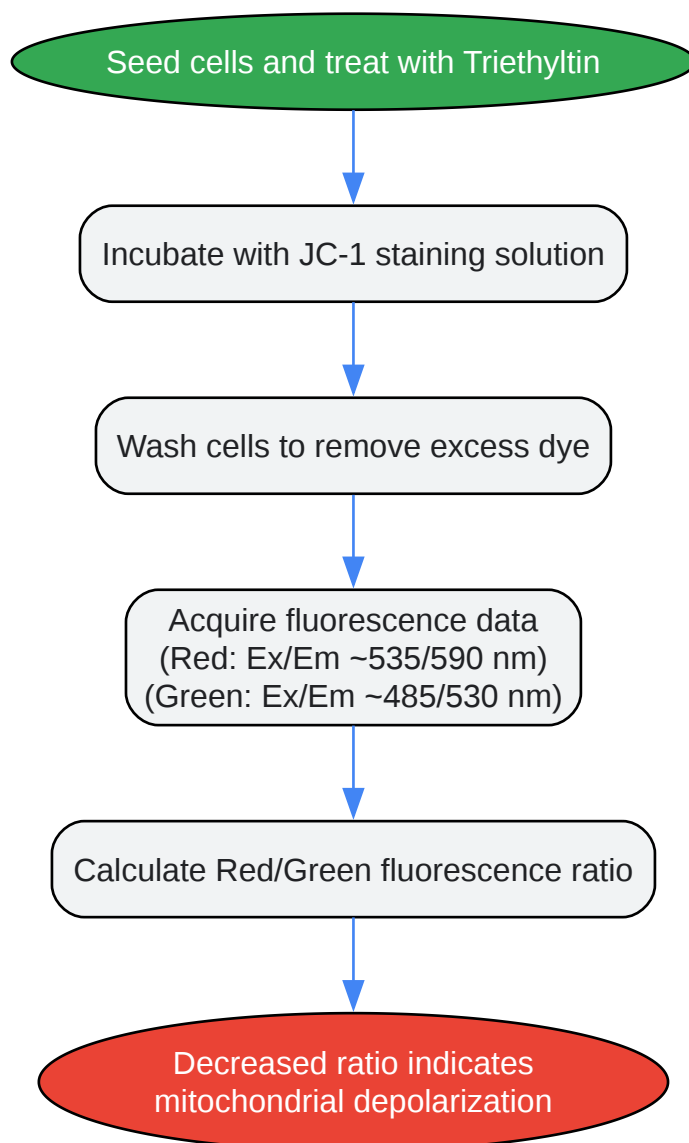 Seed cells and treat with Triethyltin
Incubate with JC-1 staining solution
Wash cells to remove excess dye
Acquire fluorescence data
(Red: Ex/Em ~535/590 nm)
(Green: Ex/Em ~485/530 nm)
Calculate Red/Green fluorescence ratio
Decreased ratio indicates
mitochondrial depolarization